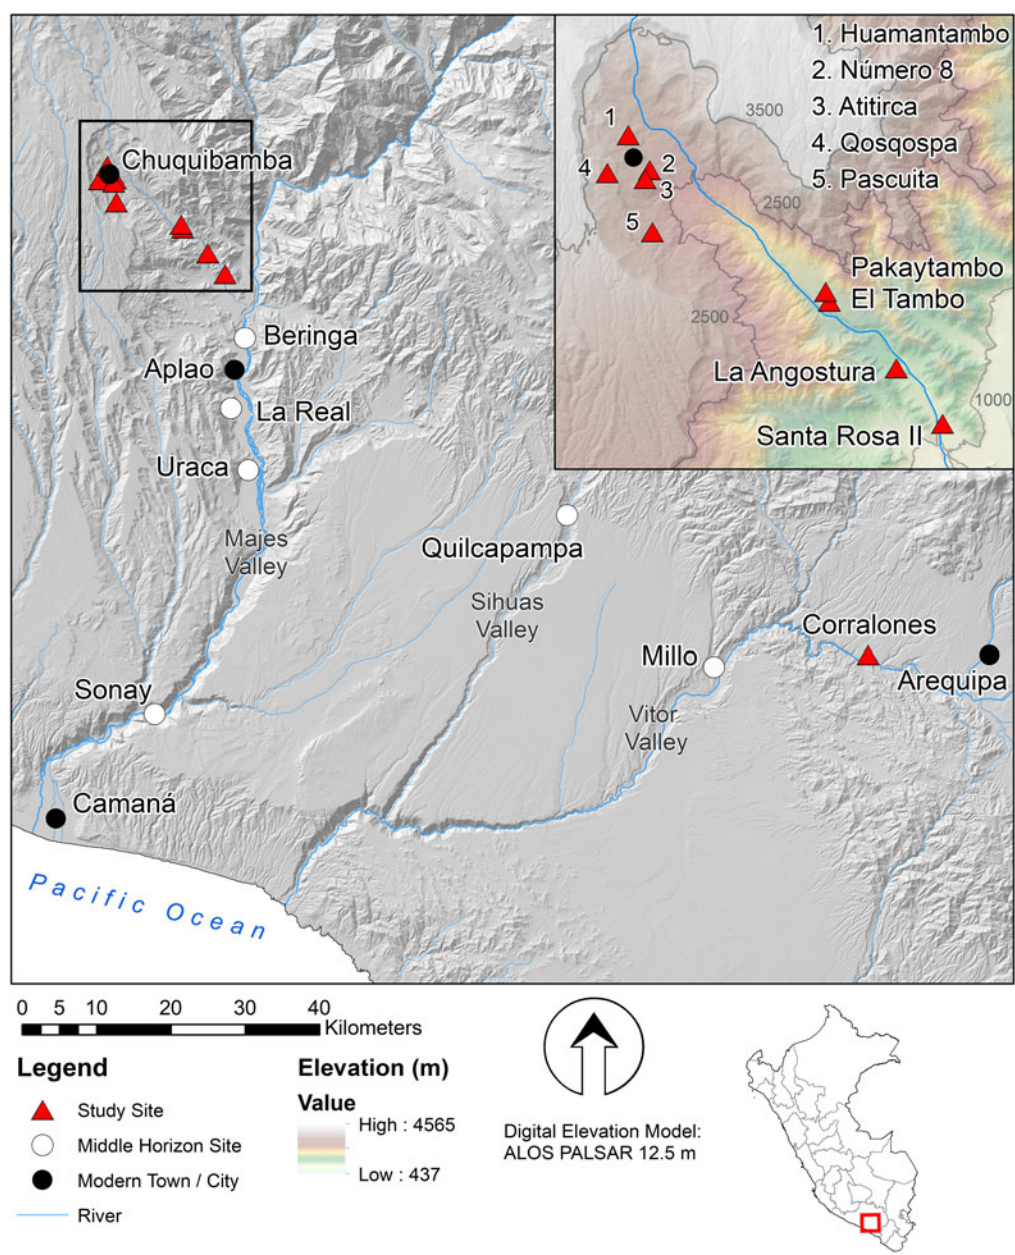 1. Huamantambo
2. Número 8
3. Atitirca
4. Qosqospa
5. Pascuita
3500
1
4
2
3
2500
5
Pakaytambo
El Tambo
2500
La Angostura
1000
Santa Rosa II
Chuquibamba
Beringa
Aplao
La Real
Uraca
Majes
Valley
Quilcapampa
Sihuas
Valley
Corralones
Millo
Arequipa
Sonay
Vitor
Valley
Camaná
Pacific Ocean
0 5 10 20 30 40
Kilometers
Legend
Study Site
Middle Horizon Site
Modern Town / City
River
Elevation (m)
Value
High : 4565
Low : 437
Digital Elevation Model:
ALOS PALSAR 12.5 m